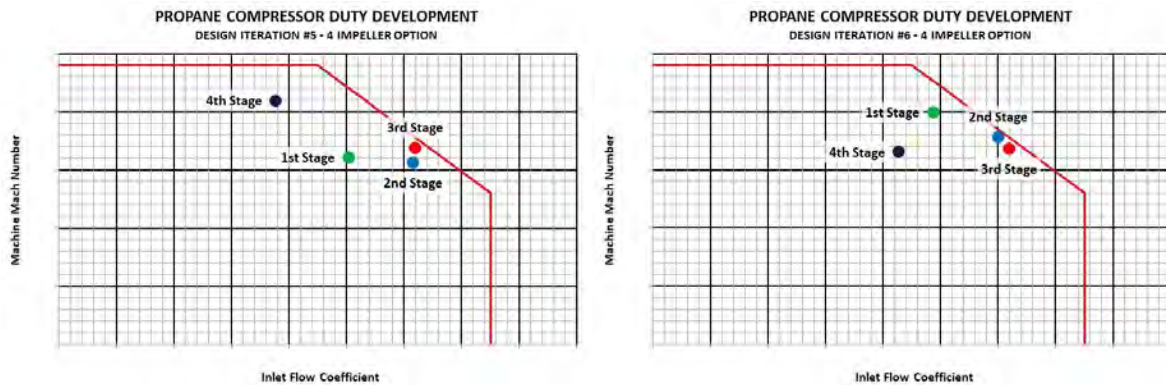 PROPANE COMPRESSOR DUTY DEVELOPMENT
DESIGN ITERATION #5 - 4 IMPELLER OPTION
4th Stage
3rd Stage
1st Stage
2nd Stage
Machine Mach Number
Inlet Flow Coefficient
PROPANE COMPRESSOR DUTY DEVELOPMENT
DESIGN ITERATION #6 - 4 IMPELLER OPTION
1st Stage
2nd Stage
4th Stage
3rd Stage
Machine Mach Number
Inlet Flow Coefficient